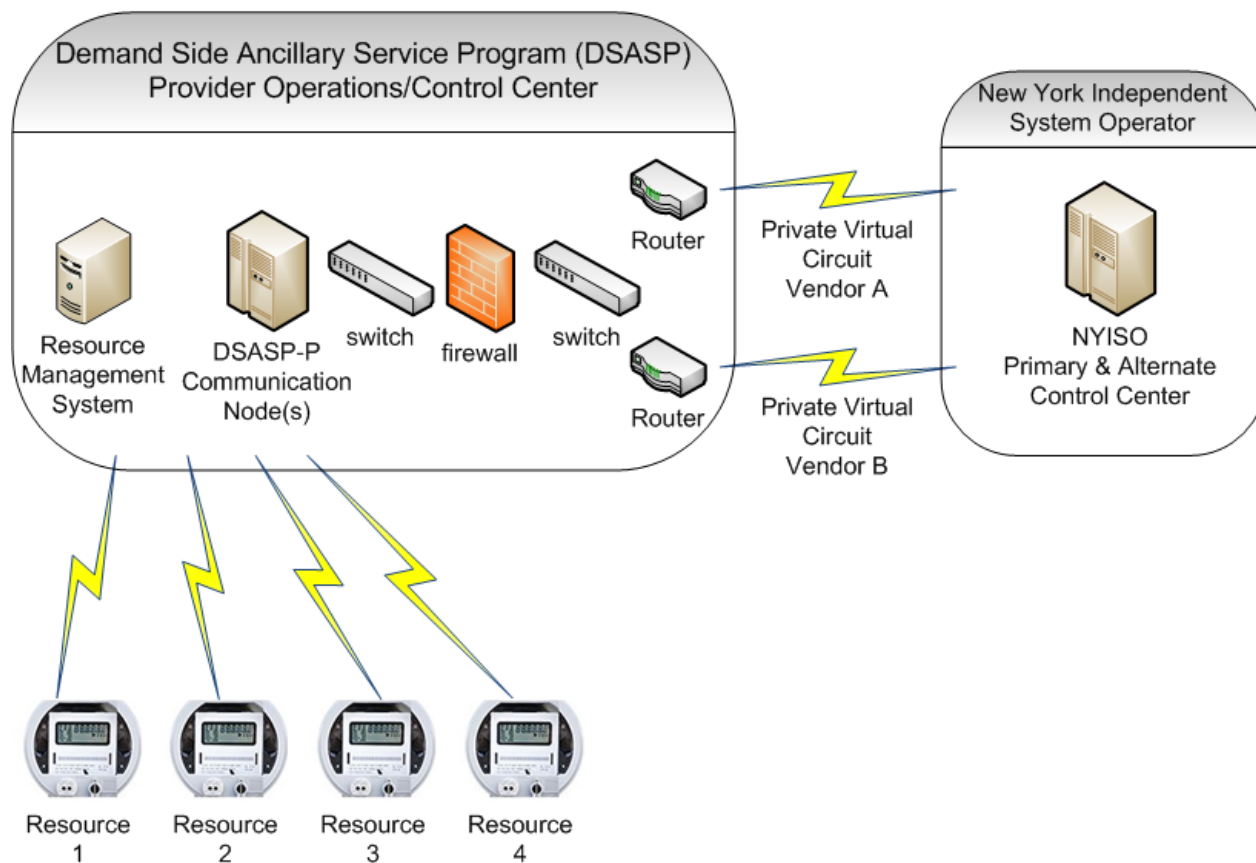 Demand Side Ancillary Service Program (DSASP)
Provider Operations/Control Center
New York Independent
System Operator
Router
Private Virtual
Circuit
Vendor A
Resource
Management
System
DSASP-P
Communication
Node(s)
switch
firewall
switch
Router
Private Virtual
Circuit
Vendor B
NYISO
Primary & Alternate
Control Center
Resource
1
Resource
2
Resource
3
Resource
4